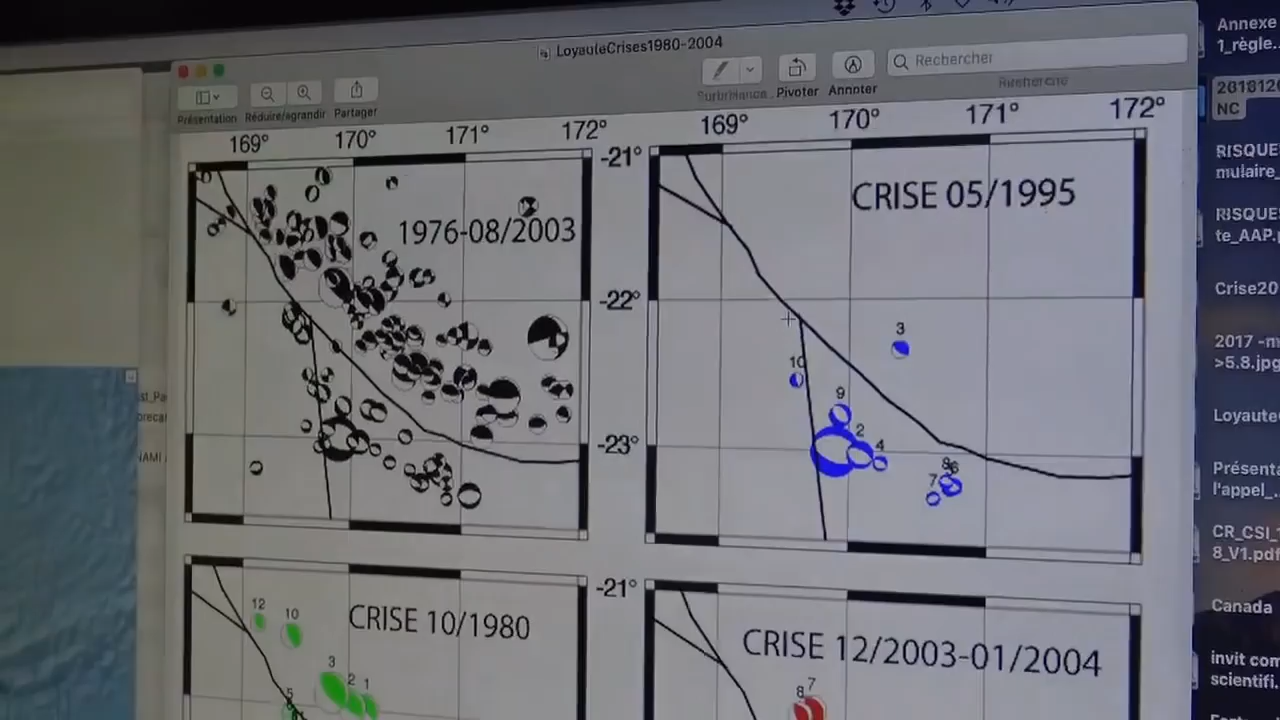 LoyauteCrises1980-2004
Présentation
Réduire/agrandir
Partager
Pivoter
Annoter
Rechercher
Recherche
169°
170°
171°
172°
169°
170°
171°
172°
-21°
-22°
-23°
1976-08/2003
CRISE 05/1995
3
10
9
2
4
7
8
6
-21°
CRISE 10/1980
12
10
3
2
1
5
CRISE 12/2003-01/2004
8
7
Annexe
1_règle..
NC
RISQUE
mulaire_
RISQUE
te_AAP.
Crise20
2017 -m
>5.8.jpg
Loyaute
Présenta
l'appel_.
CR_CSI_
8_V1.pdf
Canada
invit com
scientifi.